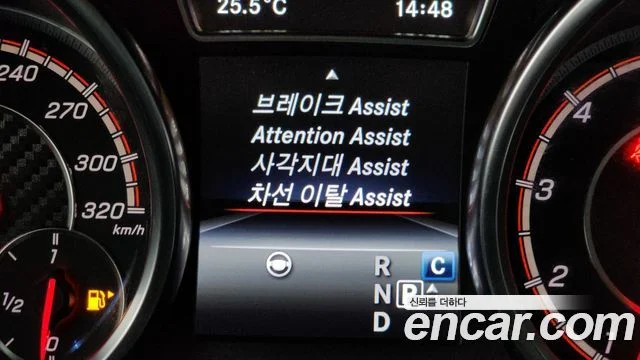 25.5°C 14:48
브레이크 Assist
Attention Assist
사각지대 Assist
차선 이탈 Assist
240
270
300
320
km/h
1
1/2
0
4
3
2
R C
N P
D
신뢰를 더하다
encar.com